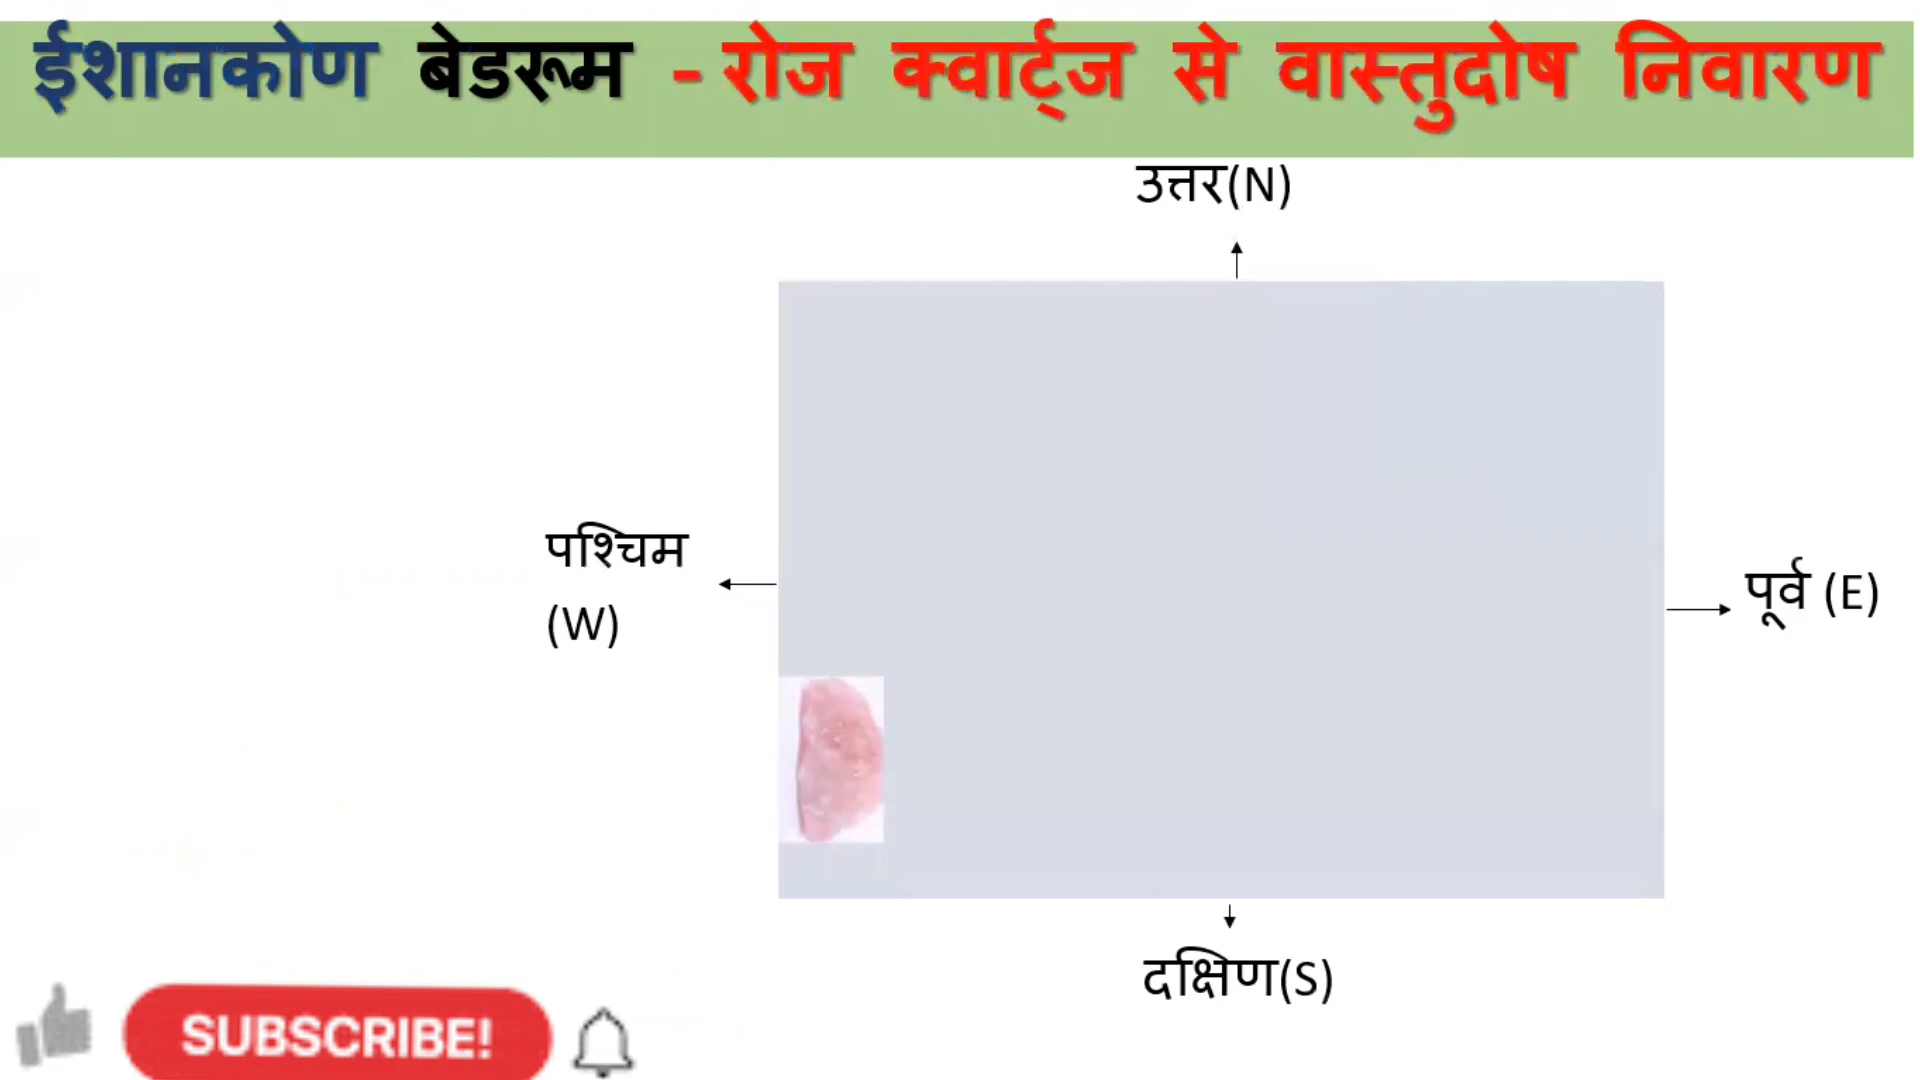 ईशानकोण बेडरूम - रोज क्वार्ट्ज से वास्तुदोष निवारण
उत्तर(N)
पश्चिम
(W)
पूर्व (E)
दक्षिण(S)
SUBSCRIBE!